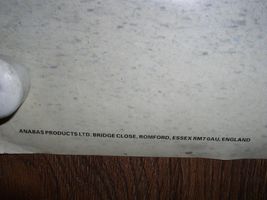 ANABAS PRODUCTS LTD. BRIDGE CLOSE, ROMFORD, ESSEX RM7 0AU, ENGLAND